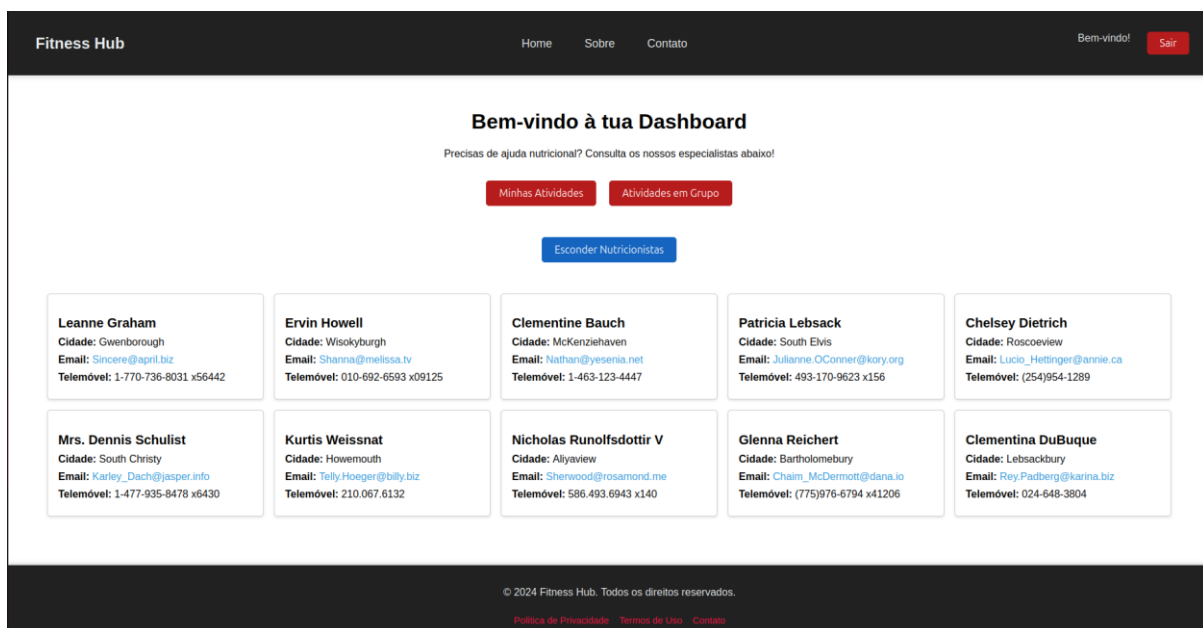 Fitness Hub
Home Sobre Contato
Bem-vindo!
Sair
Bem-vindo à tua Dashboard
Precisas de ajuda nutricional? Consulta os nossos especialistas abaixo!
Minhas Atividades Atividades em Grupo
Esconder Nutricionistas
Leanne Graham
Cidade: Gwenborough
Email: Sincere@april.biz
Telemóvel: 1-770-736-8031 x56442
Ervin Howell
Cidade: Wisokyburgh
Email: Shanna@melissa.tv
Telemóvel: 010-692-6593 x09125
Clementine Bauch
Cidade: McKenziehaven
Email: Nathan@yesenia.net
Telemóvel: 1-463-123-4447
Patricia Lebsack
Cidade: South Elvis
Email: Julianne.OConner@kory.org
Telemóvel: 493-170-9623 x156
Chelsey Dietrich
Cidade: Roscoeview
Email: Lucio_Hettinger@annie.ca
Telemóvel: (254)954-1289
Mrs. Dennis Schulist
Cidade: South Christy
Email: Karley_Dach@jasper.info
Telemóvel: 1-477-935-8478 x6430
Kurtis Weissnat
Cidade: Howemouth
Email: Telly.Hoeger@billy.biz
Telemóvel: 210.067.6132
Nicholas Runolfsdottir V
Cidade: Aliyaview
Email: Sherwood@rosamond.me
Telemóvel: 586.493.6943 x140
Glenna Reichert
Cidade: Bartholomebury
Email: Chaim_McDermott@dana.io
Telemóvel: (775)976-6794 x41206
Clementina DuBuque
Cidade: Lebsackbury
Email: Rey.Padberg@karina.biz
Telemóvel: 024-648-3804
© 2024 Fitness Hub. Todos os direitos reservados.
Política de Privacidade Termos de Uso Contato